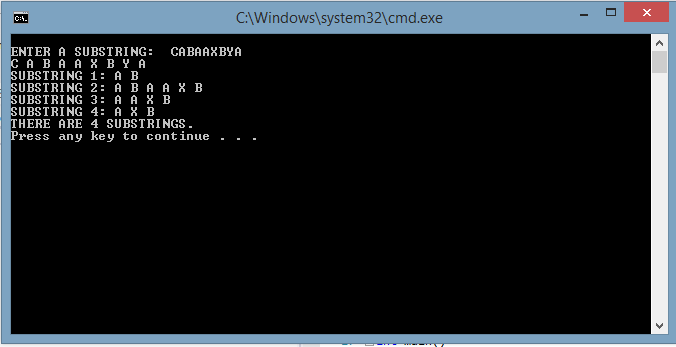 C:\Windows\system32\cmd.exe
ENTER A SUBSTRING:  CABAAXBYA
C A B A A X B Y A
SUBSTRING 1: A B
SUBSTRING 2: A B A A X B
SUBSTRING 3: A A X B
SUBSTRING 4: A X B
THERE ARE 4 SUBSTRINGS.
Press any key to continue . . .